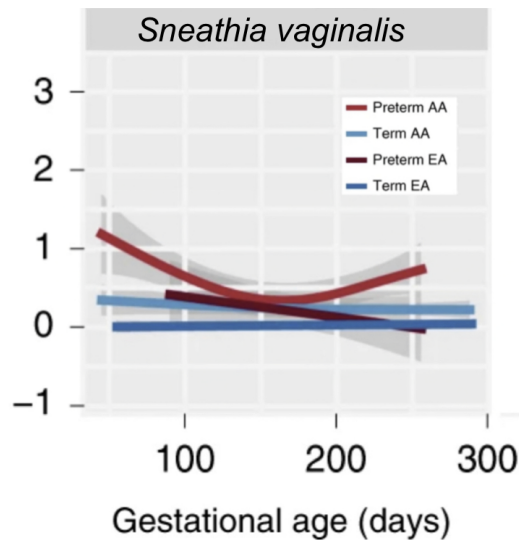 Sneathia vaginalis
3
2
1
0
−1
Preterm AA
Term AA
Preterm EA
Term EA
100 200 300
Gestational age (days)